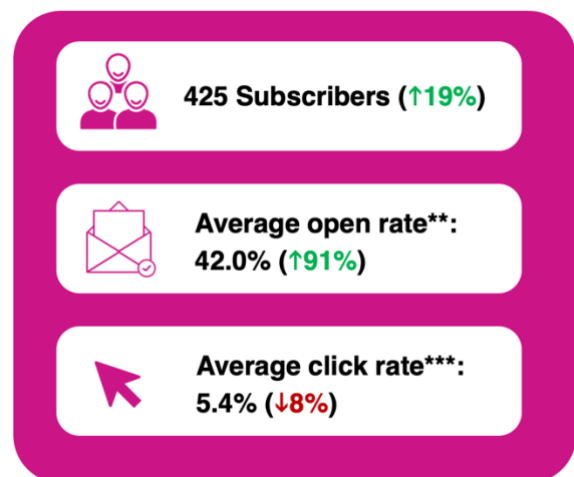 425 Subscribers (↑19%)
Average open rate**:
42.0% (↑91%)
Average click rate***:
5.4% (↓8%)